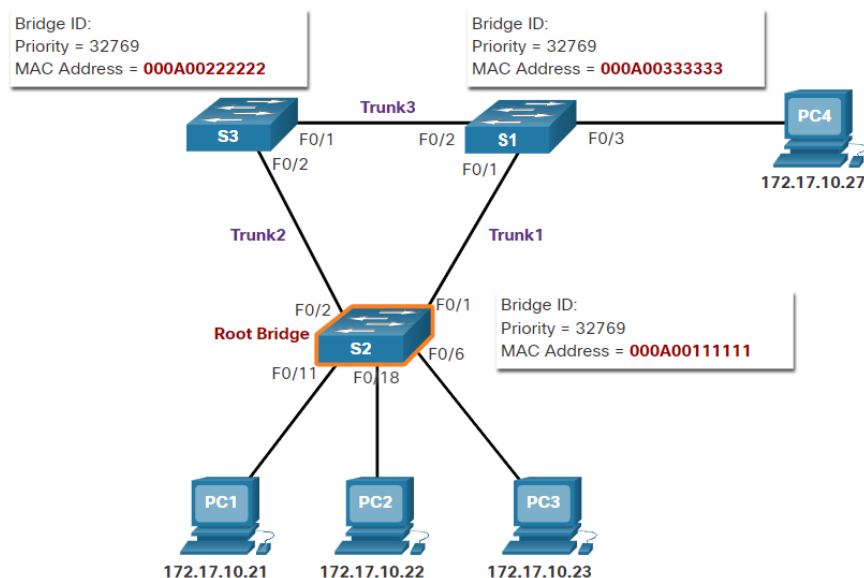 Bridge ID:
Priority = 32769
MAC Address = 000A00222222
Bridge ID:
Priority = 32769
MAC Address = 000A00333333
Trunk3
S3
F0/1
F0/2
S1
F0/3
PC4
F0/2
F0/1
172.17.10.27
Trunk2
Trunk1
F0/2
F0/1
Root Bridge
S2
F0/6
Bridge ID:
Priority = 32769
MAC Address = 000A00111111
F0/11
F0/18
PC1
PC2
PC3
172.17.10.21
172.17.10.22
172.17.10.23